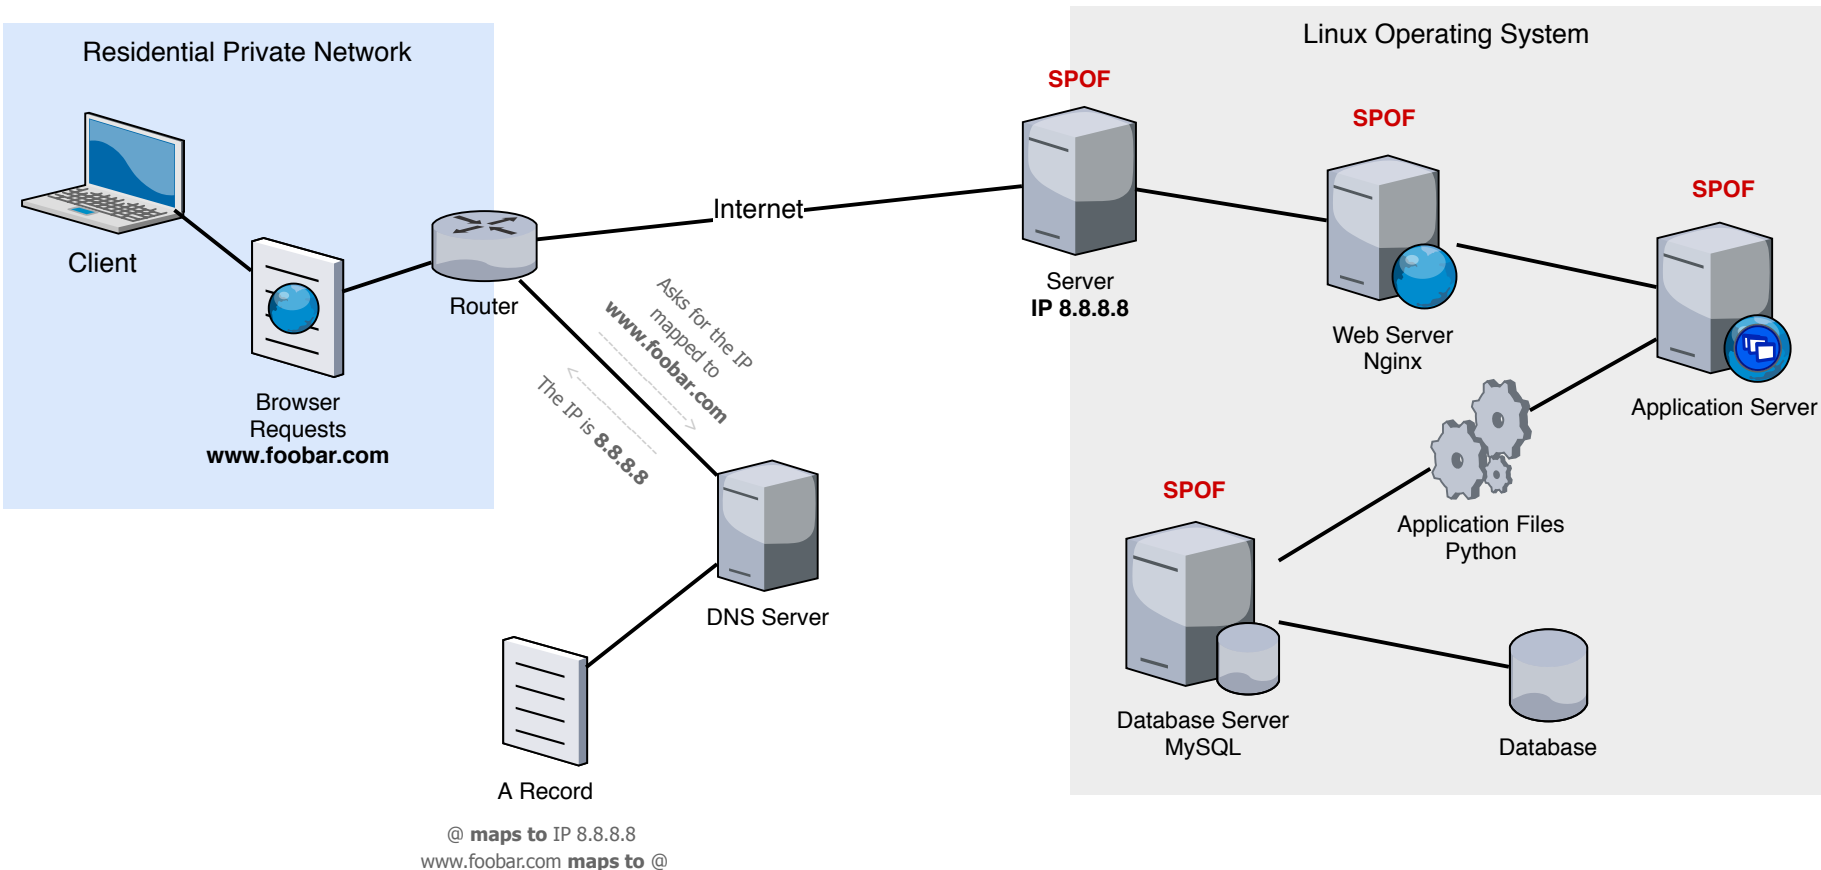 Residential Private Network
Client
Browser
Requests
www.foobar.com
Router
Internet
Asks for the IP
mapped to
www.foobar.com
The IP is 8.8.8.8
DNS Server
A Record
@ maps to IP 8.8.8.8
www.foobar.com maps to @
Linux Operating System
SPOF
Server
IP 8.8.8.8
SPOF
Web Server
Nginx
SPOF
Application Server
Application Files
Python
SPOF
Database Server
MySQL
Database